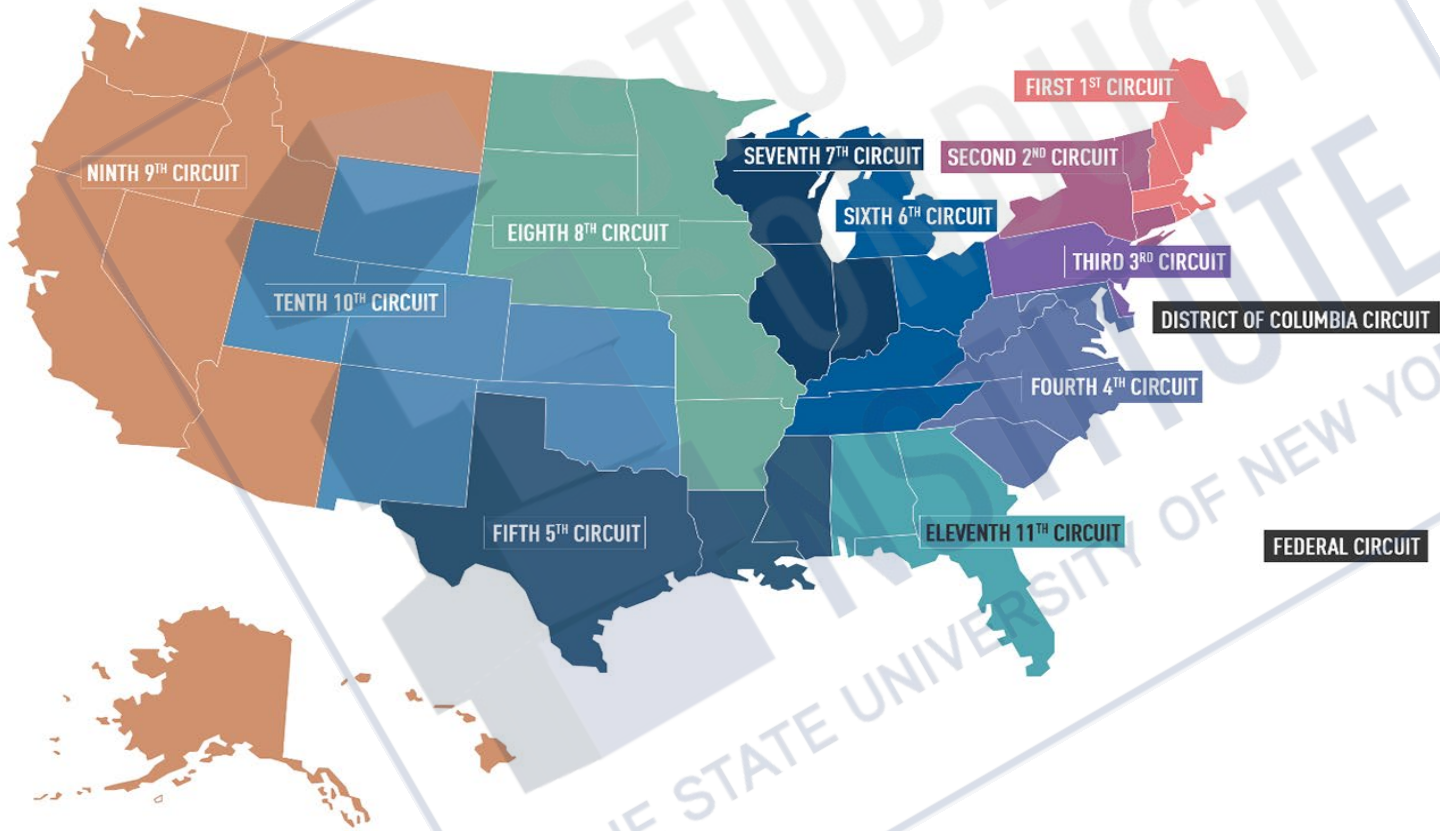 FIRST 1ST CIRCUIT
SEVENTH 7TH CIRCUIT
SECOND 2ND CIRCUIT
NINTH 9TH CIRCUIT
SIXTH 6TH CIRCUIT
EIGHTH 8TH CIRCUIT
THIRD 3RD CIRCUIT
TENTH 10TH CIRCUIT
DISTRICT OF COLUMBIA CIRCUIT
FOURTH 4TH CIRCUIT
FIFTH 5TH CIRCUIT
ELEVENTH 11TH CIRCUIT
FEDERAL CIRCUIT
CONDUCT
INSTITUTE
STATE UNIVERSITY OF NEW YO